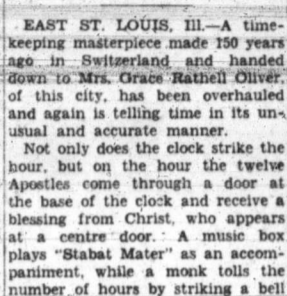 EAST ST. LOUIS, Ill.—A time-
keeping masterpiece made 150 years
ago in Switzerland and handed
down to Mrs. Grace Rathell Oliver,
of this city, has been overhauled
and again is telling time in its un-
usual and accurate manner.
Not only does the clock strike the
hour, but on the hour the twelve
Apostles come through a door at
the base of the clock and receive a
blessing from Christ, who appears
at a centre door. A music box
plays "Stabat Mater" as an accom-
paniment, while a monk tolls the
number of hours by striking a bell